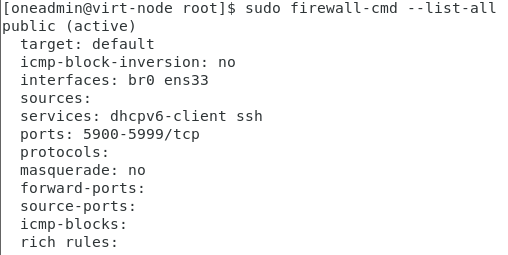 [oneadmin@virt-node root]$ sudo firewall-cmd --list-all
public (active)
  target: default
  icmp-block-inversion: no
  interfaces: br0 ens33
  sources:
  services: dhcpv6-client ssh
  ports: 5900-5999/tcp
  protocols:
  masquerade: no
  forward-ports:
  source-ports:
  icmp-blocks:
  rich rules: